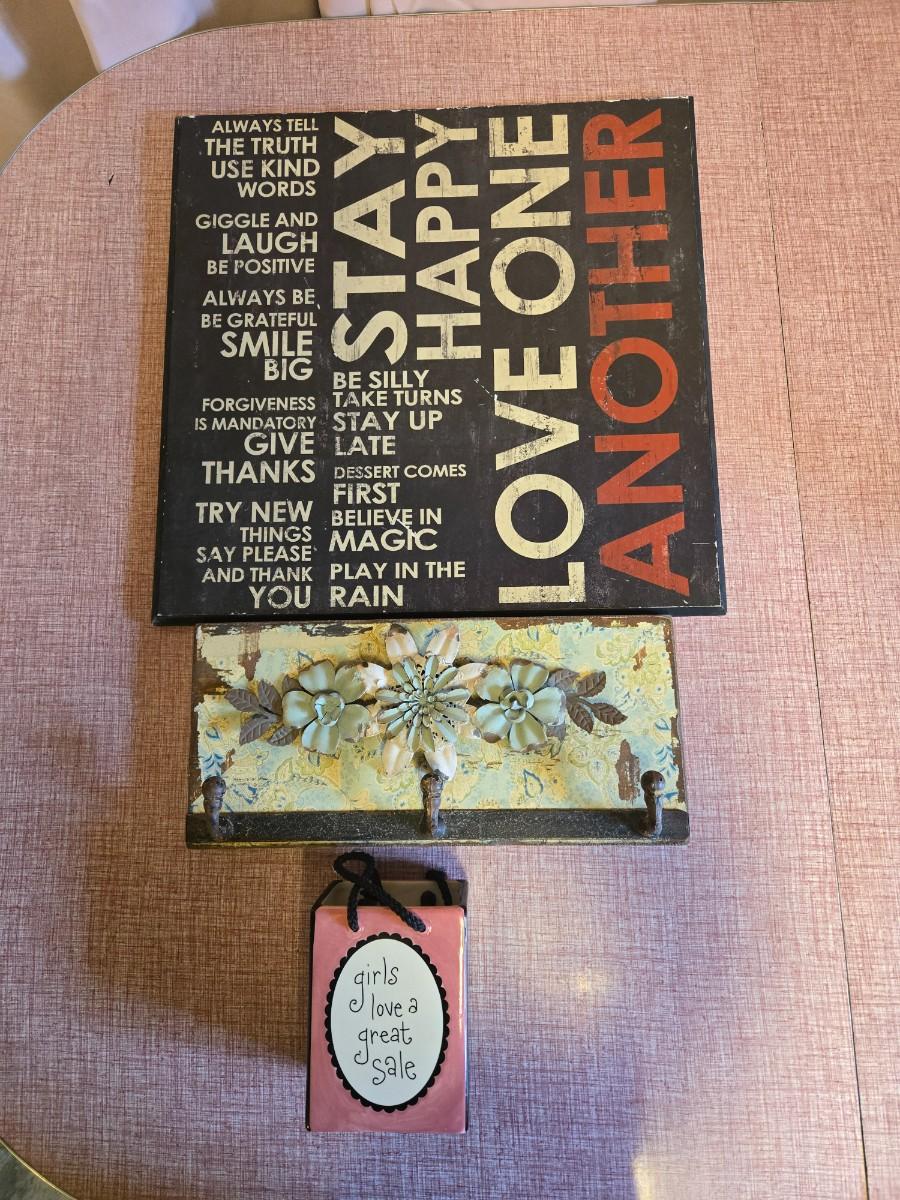 ALWAYS TELL
THE TRUTH
USE KIND
WORDS
GIGGLE AND
LAUGH
BE POSITIVE
ALWAYS BE
BE GRATEFUL
SMILE
BIG
FORGIVENESS
IS MANDATORY
GIVE
THANKS
TRY NEW
THINGS
SAY PLEASE
AND THANK
YOU
STAY
HAPPY
BE SILLY
TAKE TURNS
STAY UP
LATE
DESSERT COMES
FIRST
BELIEVE IN
MAGIC
PLAY IN THE
RAIN
LOVE ONE
ANOTHER
girls
love a
great
sale